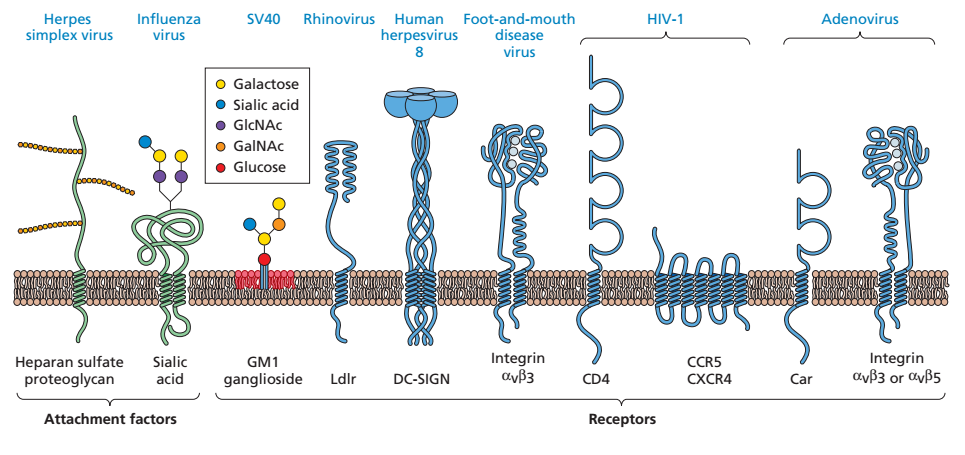 Herpes
simplex virus
Influenza
virus
SV40
Rhinovirus
Human
herpesvirus
8
Foot-and-mouth
disease
virus
HIV-1
Adenovirus
Galactose
Sialic acid
GlcNAc
GalNAc
Glucose
Heparan sulfate
proteoglycan
Sialic
acid
GM1
ganglioside
Ldlr
DC-SIGN
Integrin
αvβ3
CD4
CCR5
CXCR4
Car
Integrin
αvβ3 or αvβ5
Attachment factors
Receptors